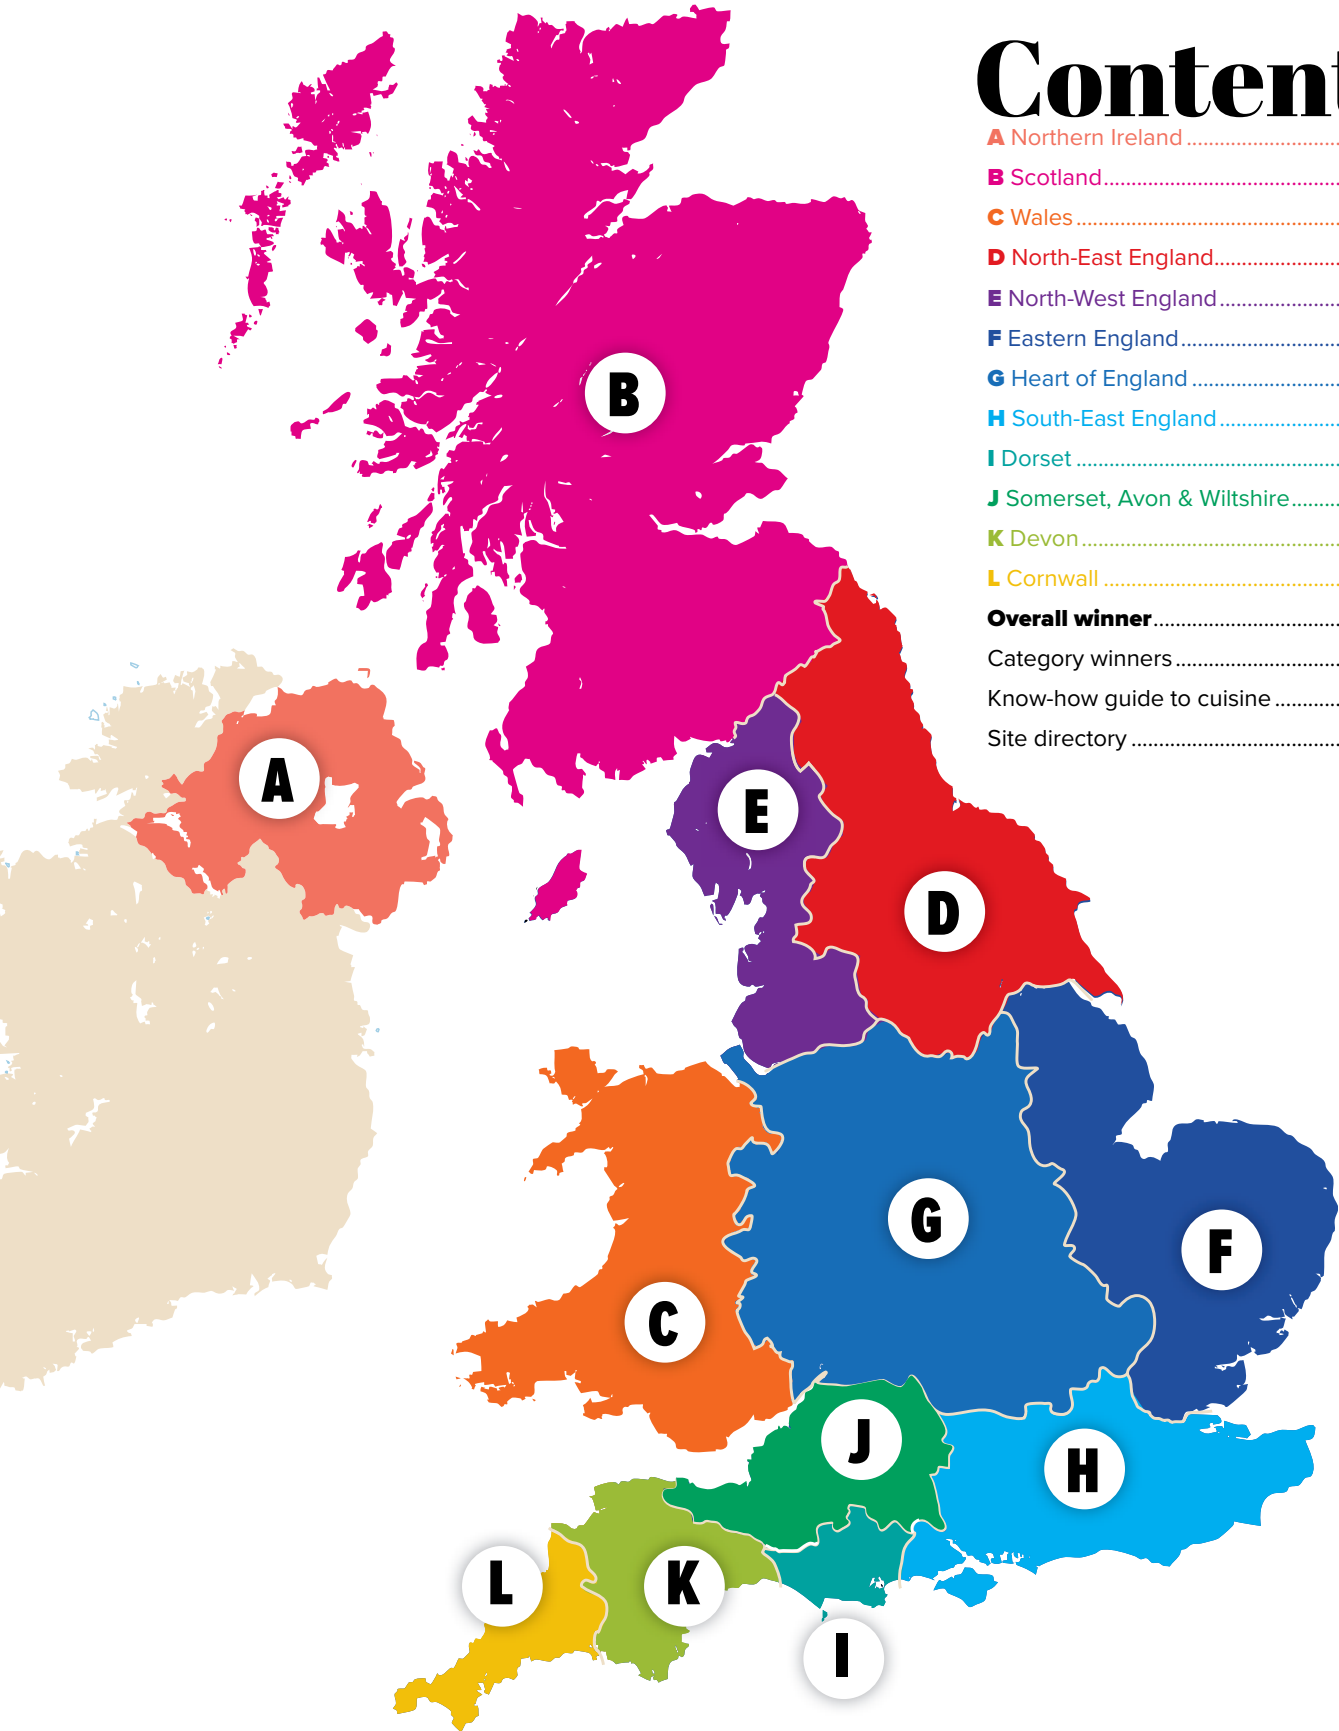 Content
A Northern Ireland
B Scotland
C Wales
D North-East England
E North-West England
F Eastern England
G Heart of England
H South-East England
I Dorset
J Somerset, Avon & Wiltshire
K Devon
L Cornwall
Overall winner
Category winners
Know-how guide to cuisine
Site directory
B
A
E
D
G
F
C
J
H
L
K
I